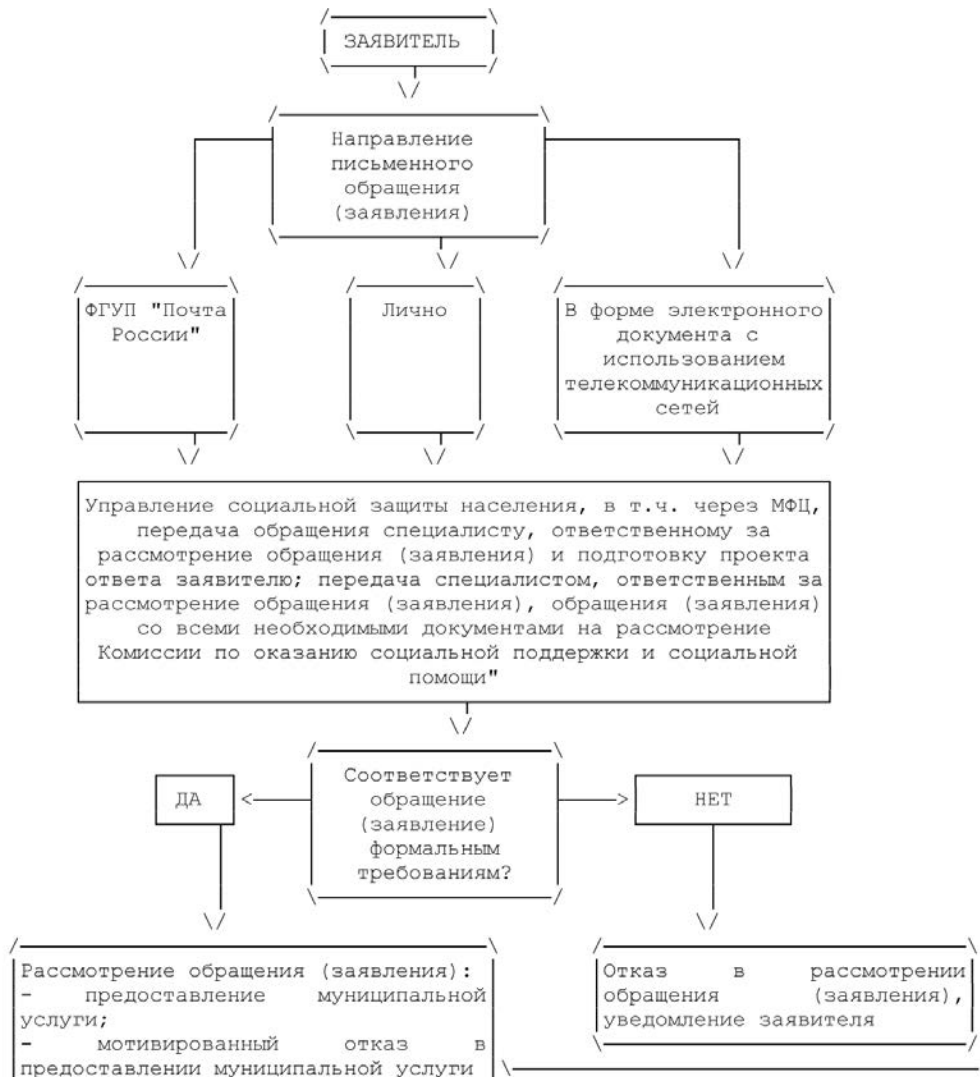 ЗАЯВИТЕЛЬ
Направление
письменного
обращения
(заявления)
ФГУП "Почта
России"
Лично
В форме электронного
документа с
использованием
телекоммуникационных
сетей
Управление социальной защиты населения, в т.ч. через МФЦ,
передача обращения специалисту, ответственному за
рассмотрение обращения (заявления) и подготовку проекта
ответа заявителю; передача специалистом, ответственным за
рассмотрение обращения (заявления), обращения (заявления)
со всеми необходимыми документами на рассмотрение
Комиссии по оказанию социальной поддержки и социальной
помощи"
Соответствует
обращение
(заявление)
формальным
требованиям?
ДА
НЕТ
Рассмотрение обращения (заявления):
- предоставление муниципальной
услуги;
- мотивированный отказ в
предоставлении муниципальной услуги
Отказ в рассмотрении
обращения (заявления),
уведомление заявителя